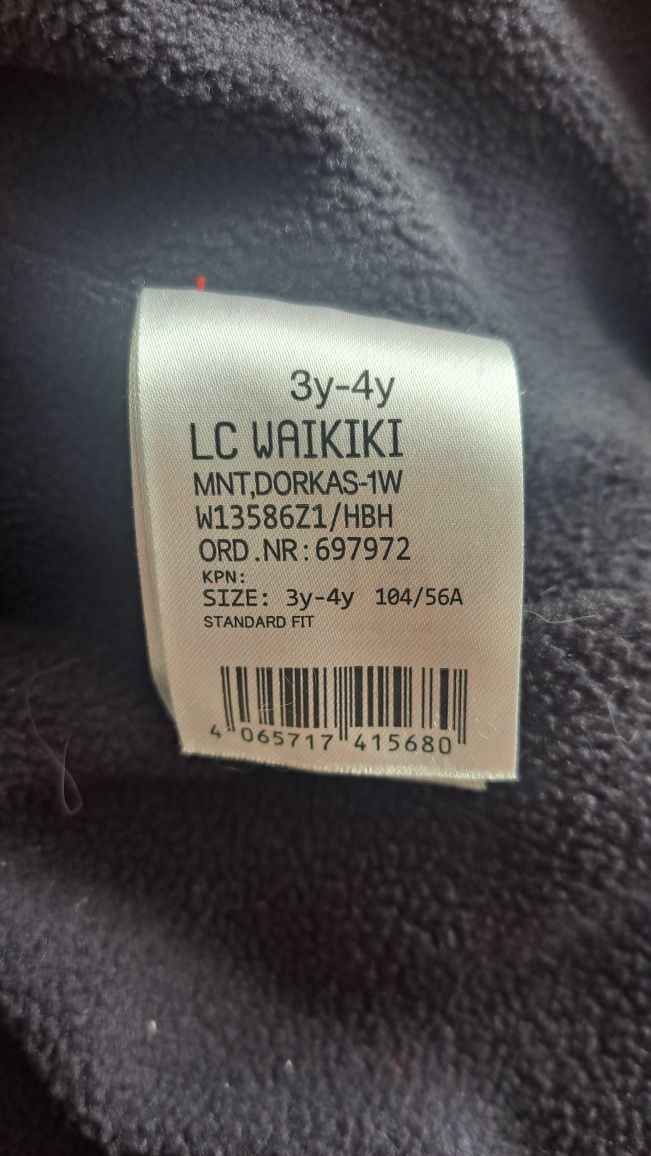 3y-4y
LC WAIKIKI
MNT,DORKAS-1W
W13586Z1/HBH
ORD.NR:697972
KPN:
SIZE: 3y-4y 104/56A
STANDARD FIT
4 065717 415680